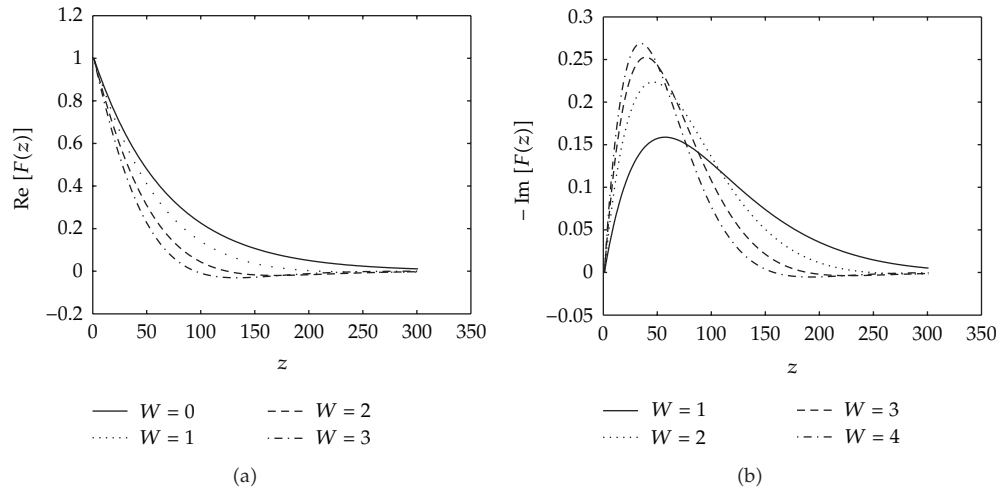 1.2
1
0.8
0.6
0.4
0.2
0
−0.2
Re [F(z)]
0 50 100 150 200 250 300 350
z
W = 0
W = 1
W = 2
W = 3
(a)
0.3
0.25
0.2
0.15
0.1
0.05
0
−0.05
− Im [F(z)]
0 50 100 150 200 250 300 350
z
W = 1
W = 2
W = 3
W = 4
(b)